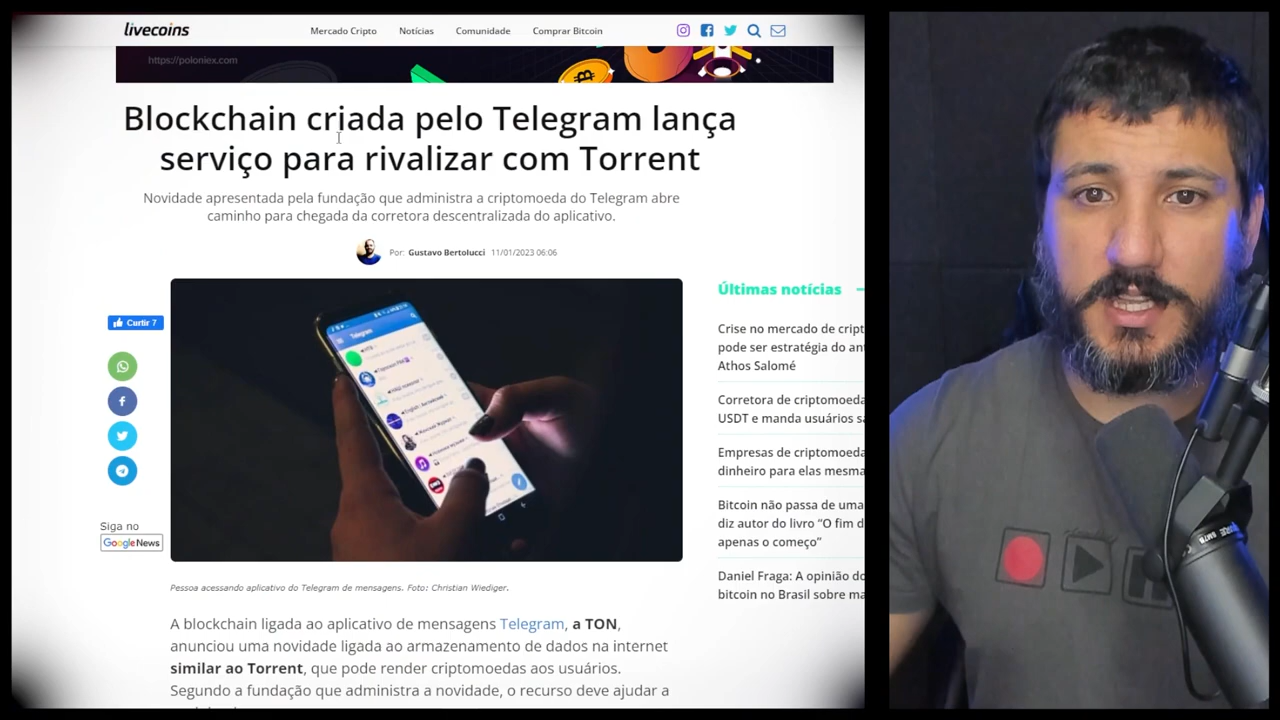 livecoins
Mercado Cripto
Notícias
Comunidade
Comprar Bitcoin
https://poloniex.com
Blockchain criada pelo Telegram lança
serviço para rivalizar com Torrent
Novidade apresentada pela fundação que administra a criptomoeda do Telegram abre
caminho para chegada da corretora descentralizada do aplicativo.
Por: Gustavo Bertolucci 11/01/2023 06:06
Curtir 7
Siga no
Google News
Telegram
Pessoa acessando aplicativo do Telegram de mensagens. Foto: Christian Wiediger.
A blockchain ligada ao aplicativo de mensagens Telegram, a TON,
anunciou uma novidade ligada ao armazenamento de dados na internet
similar ao Torrent, que pode render criptomoedas aos usuários.
Segundo a fundação que administra a novidade, o recurso deve ajudar a
Últimas notícias
Crise no mercado de cript
pode ser estratégia do an
Athos Salomé
Corretora de criptomoeda
USDT e manda usuários sa
Empresas de criptomoeda
dinheiro para elas mesma
Bitcoin não passa de uma
diz autor do livro “O fim d
apenas o começo”
Daniel Fraga: A opinião do
bitcoin no Brasil sobre ma
SM7B